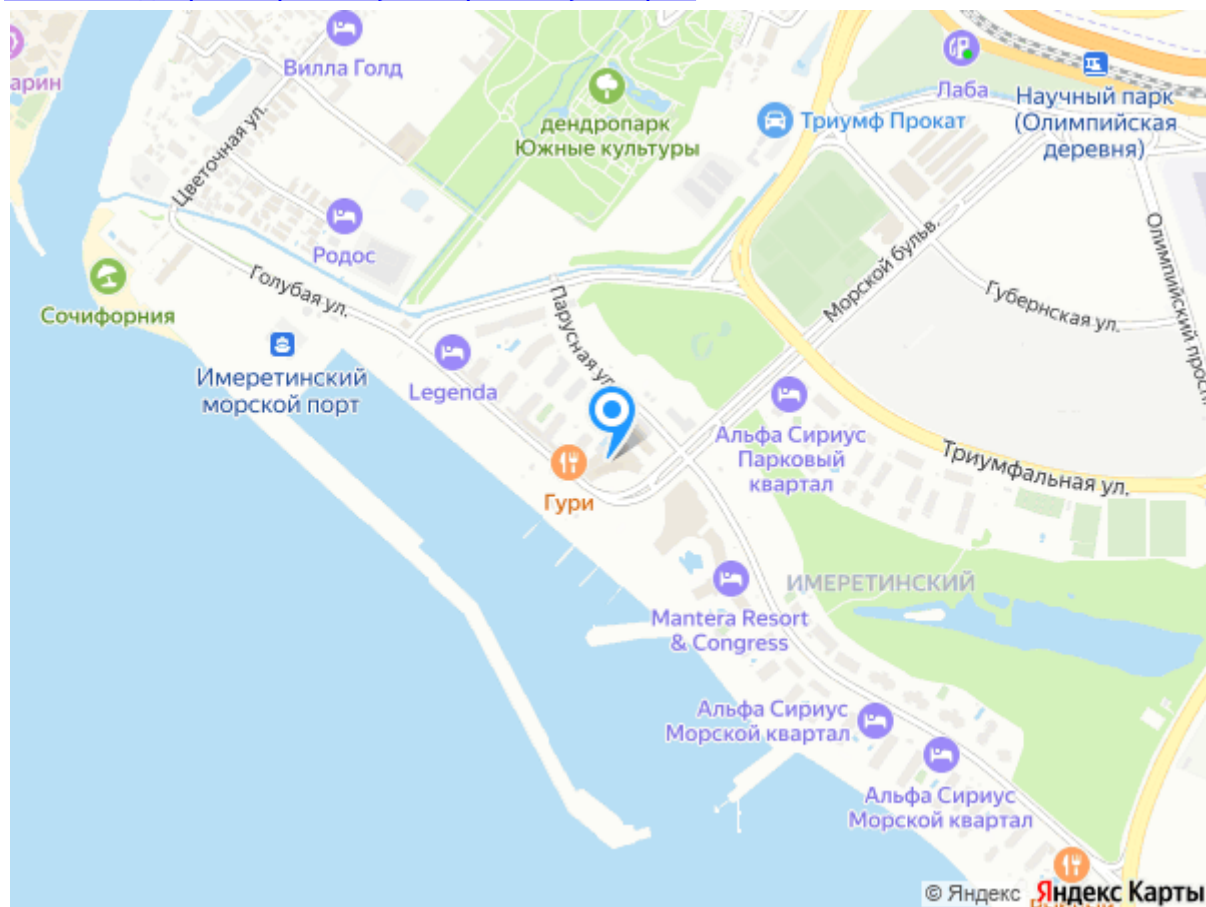 Вилла Голд
арин
Лаба
Научный парк
(Олимпийская
деревня)
дендропарк
Южные культуры
Триумф Прокат
Цветочная ул.
Родос
Морской бульв.
Олимпийский прос
Голубая ул.
Парусная ул.
Губернская ул.
Сочифорния
Имеретинский
морской порт
Legenda
Альфа Сириус
Парковый
квартал
Триумфальная ул.
Гури
ИМЕРЕТИНСКИЙ
Mantera Resort
& Congress
Альфа Сириус
Морской квартал
Альфа Сириус
Морской квартал
© Яндекс Яндекс Карты